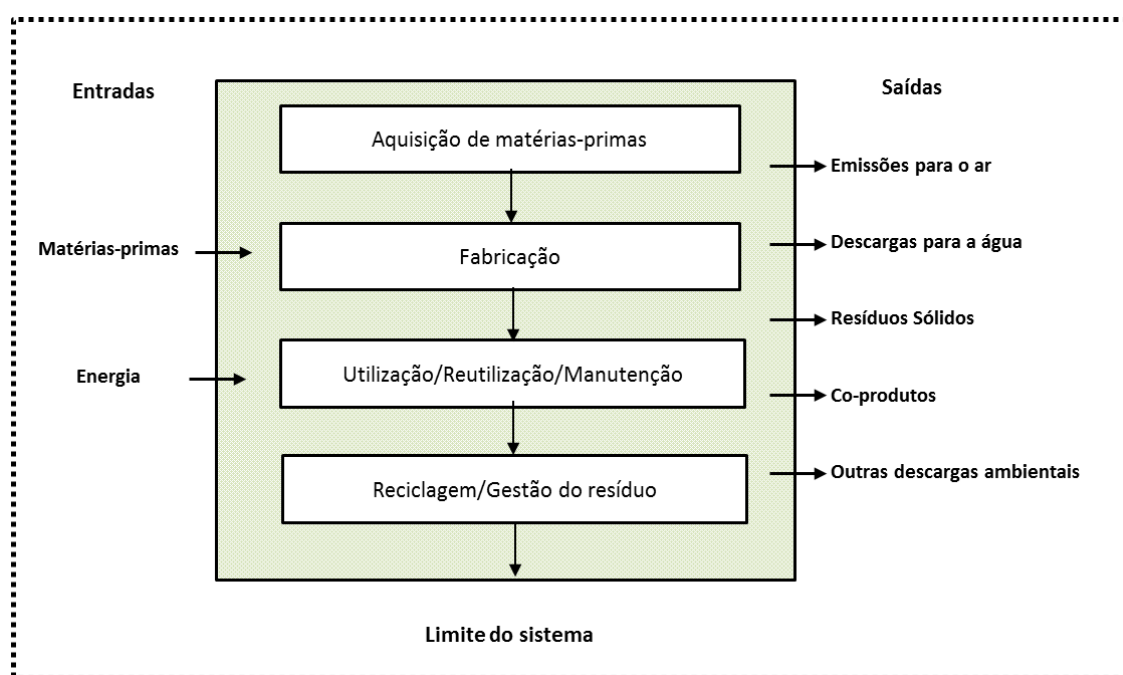 Entradas
Saídas
Aquisição de matérias-primas
Emissões para o ar
Matérias-primas
Fabricação
Descargas para a água
Resíduos Sólidos
Energia
Utilização/Reutilização/Manutenção
Co-produtos
Reciclagem/Gestão do resíduo
Outras descargas ambientais
Limite do sistema